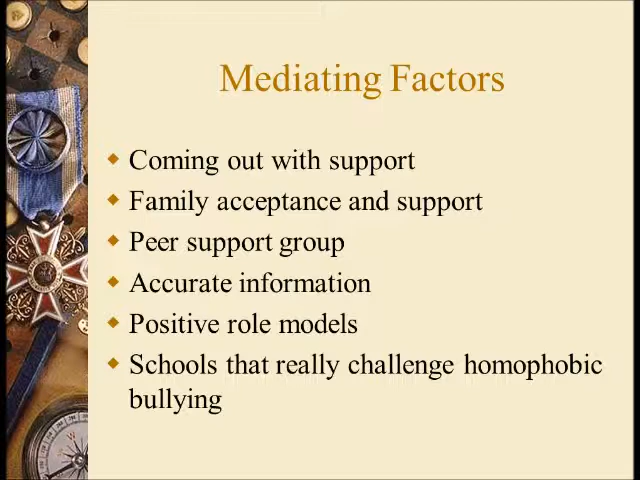 Mediating Factors
Coming out with support
Family acceptance and support
Peer support group
Accurate information
Positive role models
Schools that really challenge homophobic
bullying